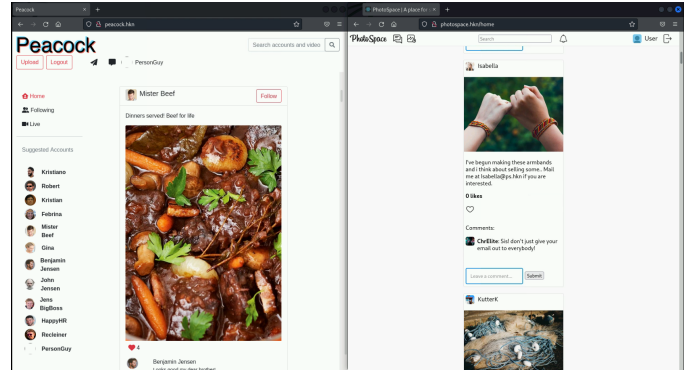 Peacock
peacock.hkn
Peacock
Search accounts and video
Upload
Logout
PersonGuy
Home
Following
Live
Suggested Accounts
Kristiano
Robert
Kristian
Febrina
Mister
Beef
Gina
Benjamin
Jensen
John
Jensen
Jens
BigBoss
HappyHR
Recleiner
PersonGuy
Mister Beef
Follow
Dinners served! Beef for life
4
Benjamin Jensen
PhotoSpace | A place for
photospace.hkn/home
PhotoSpace
Search
User
Isabella
I've begun making these armbands
and i think about selling some.. Mail
me at Isabella@ps.hkn if you are
interested.
0 likes
Comments:
ChrElite: Sis! don't just give your
email out to everybody!
Leave a comment...
Submit
KutterK